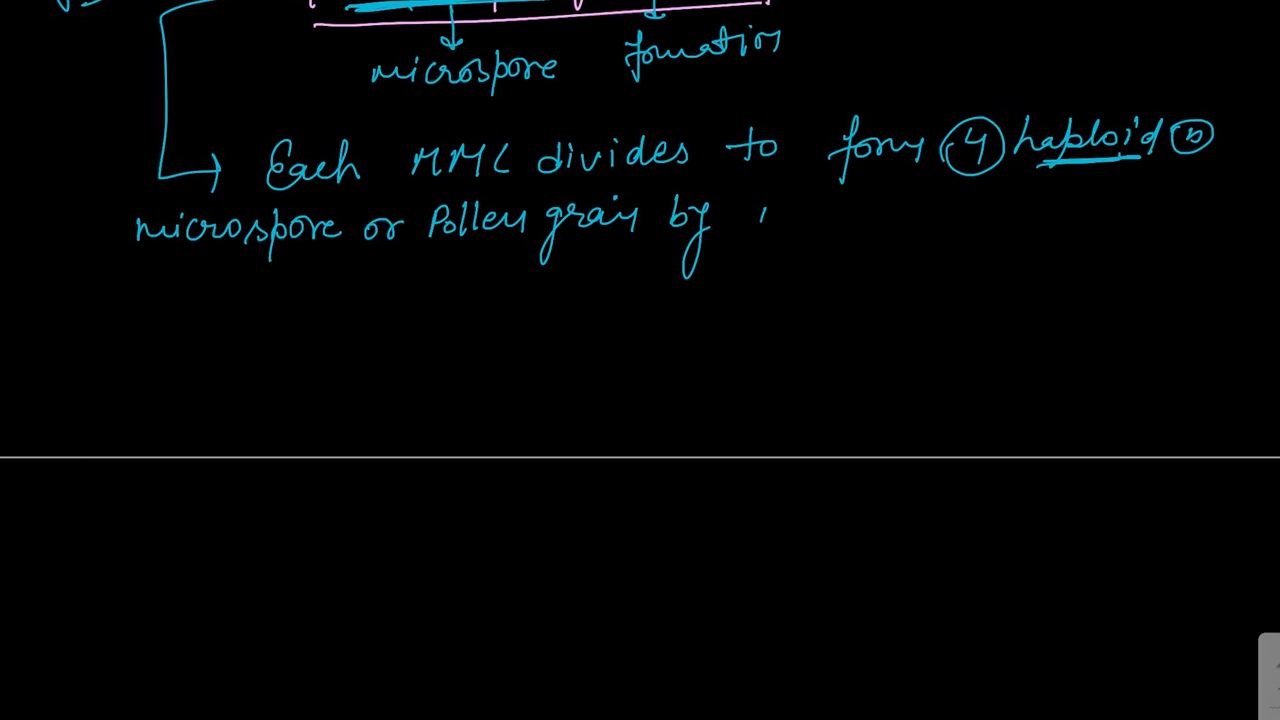 microspore formation
Each MMC divides to form 4 haploid n
microspore or Pollen grain by